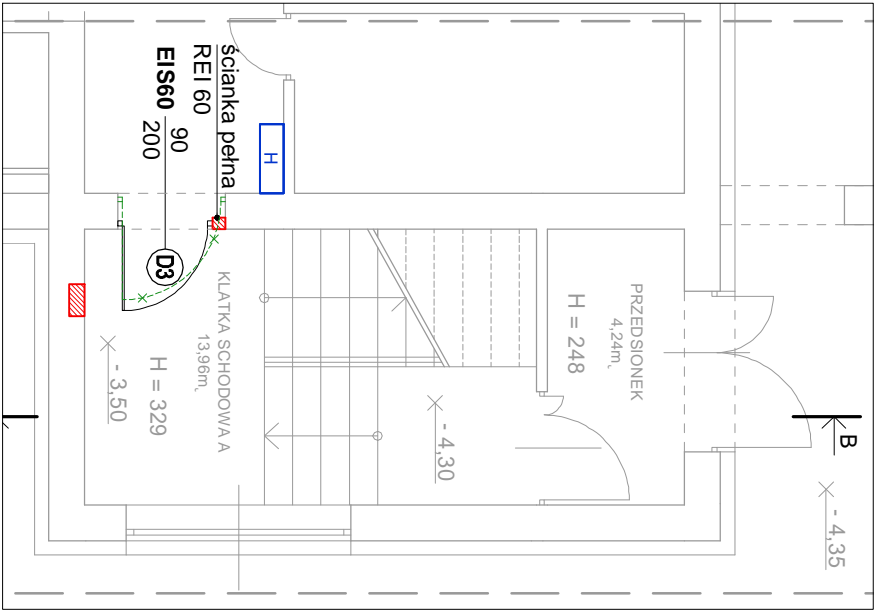 ścianka pełna
REI 60
EIS60
90
200
H
D3
KLATKA SCHODOWA A
13,96m
H = 329
- 3,50
PRZEDSIONEK
4,24m
H = 248
- 4,30
B
- 4,35